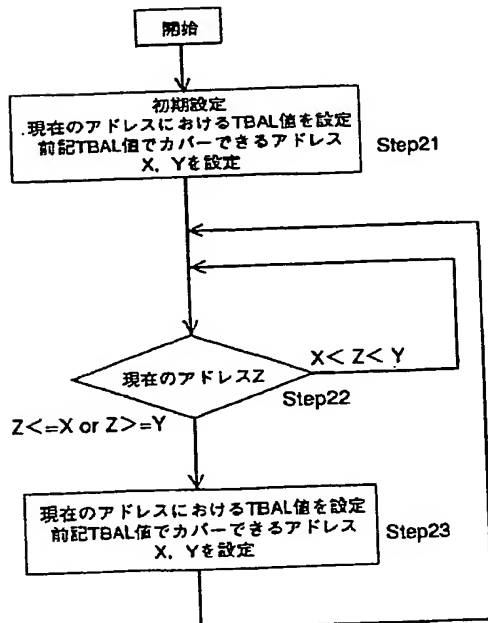 開始
初期設定
現在のアドレスにおけるTBAL値を設定
前記TBAL値でカバーできるアドレス
X, Yを設定
Step21
X< Z< Y
現在のアドレスZ
Step22
Z<=X or Z>=Y
現在のアドレスにおけるTBAL値を設定
前記TBAL値でカバーできるアドレス
X, Yを設定
Step23